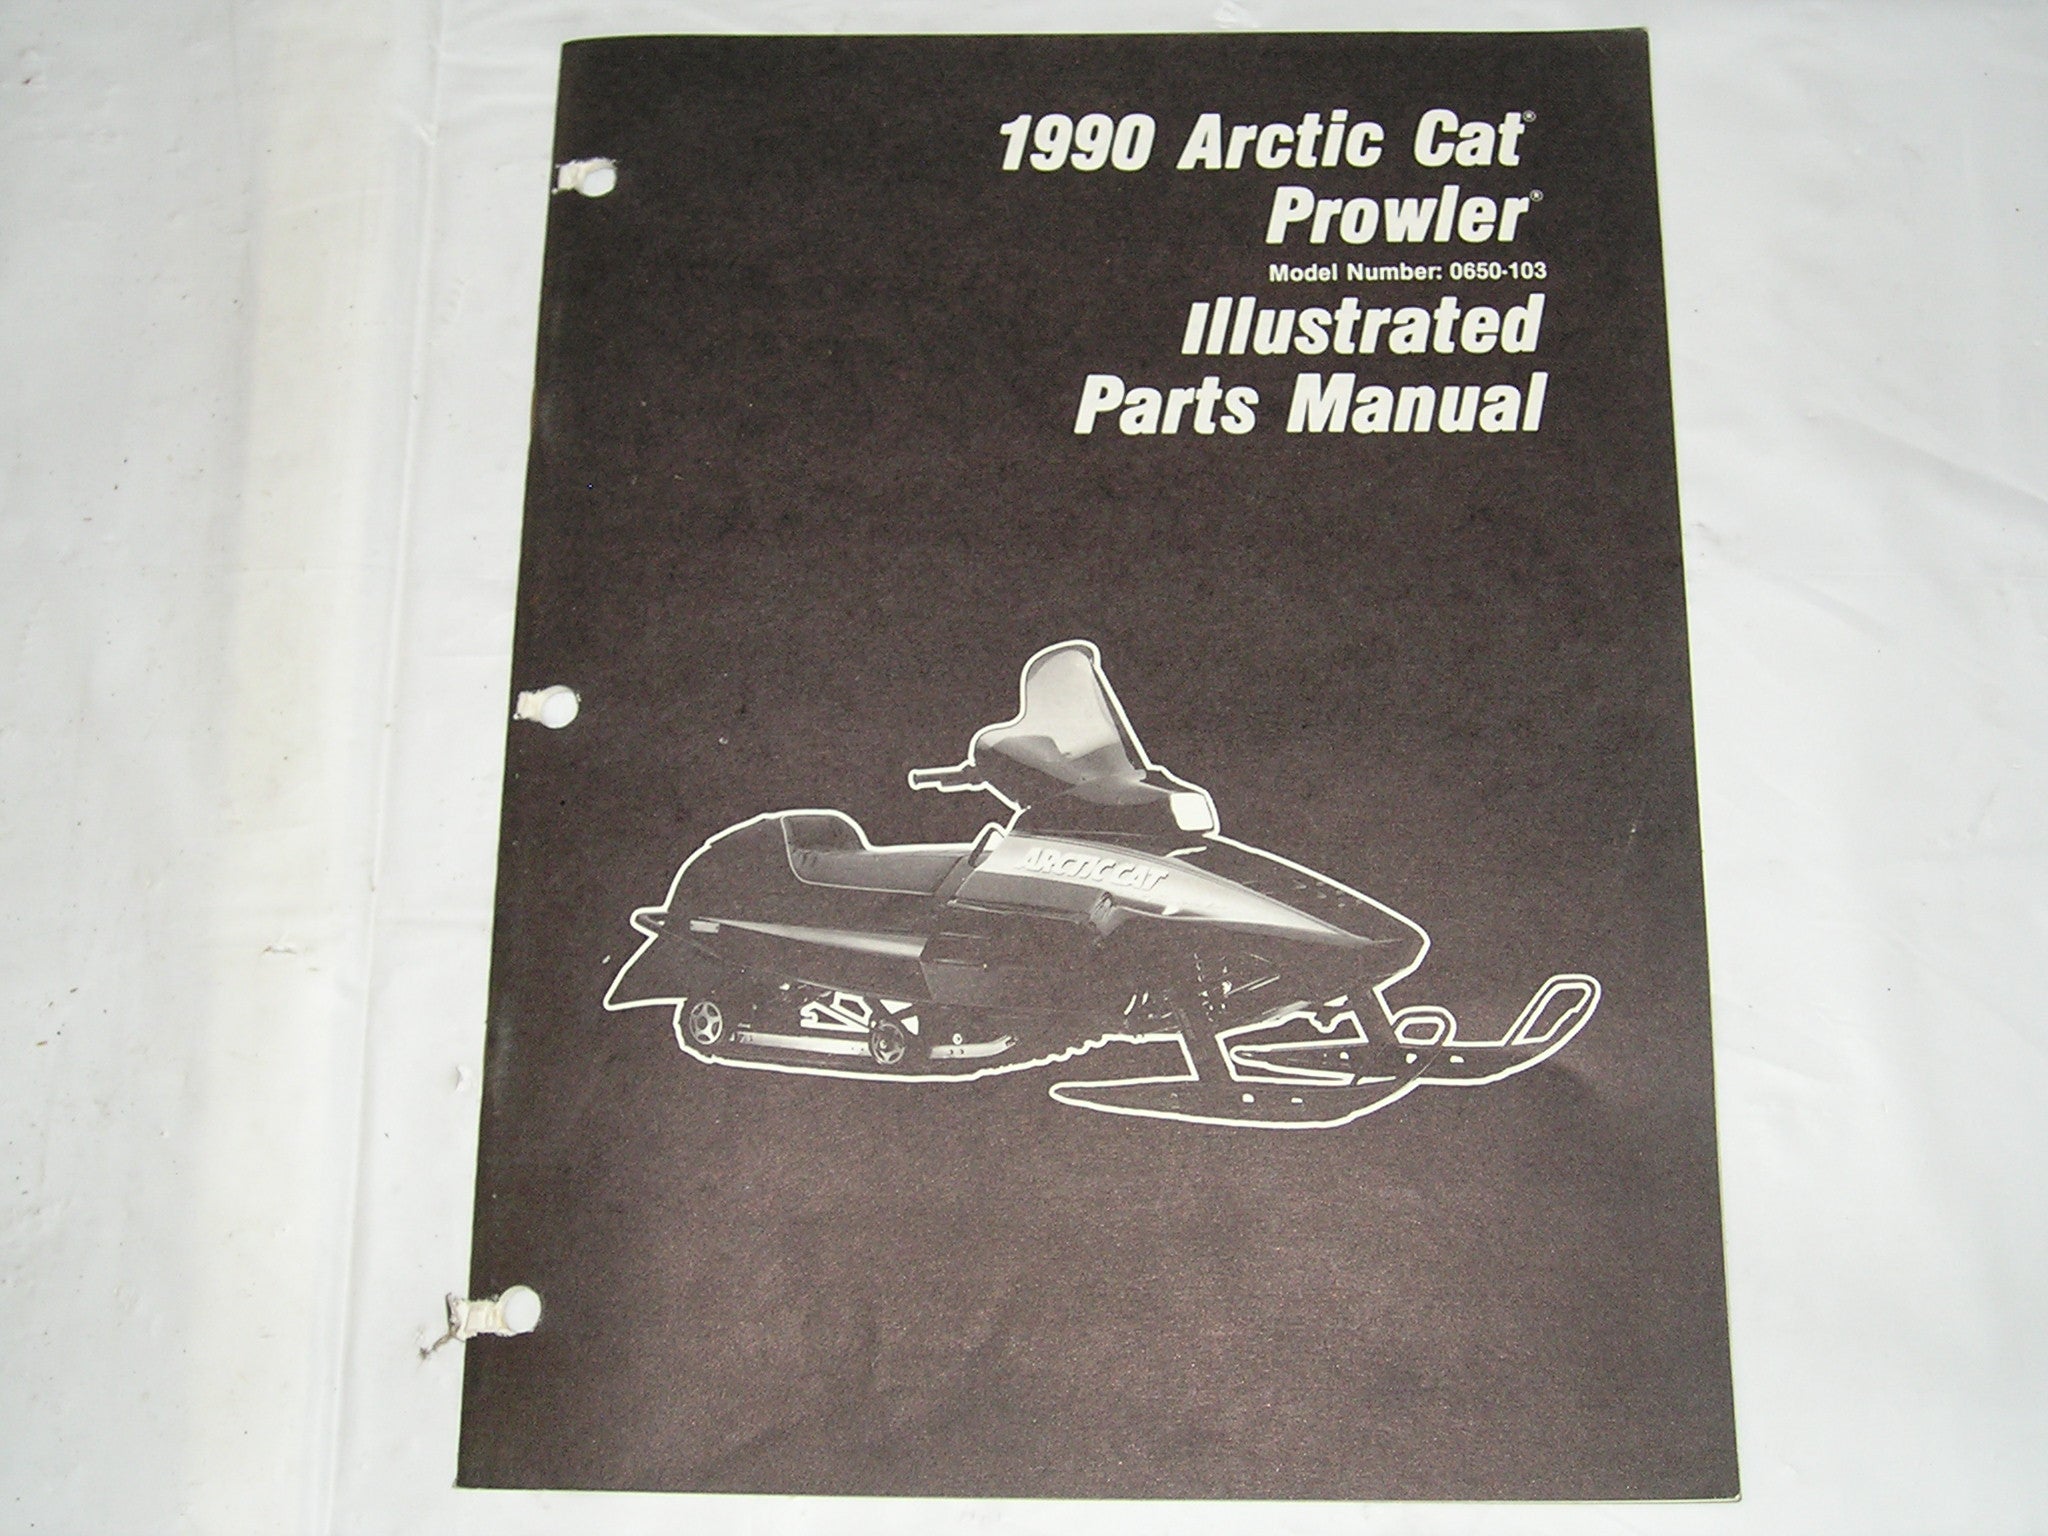 1990 Arctic Cat®
Prowler®
Model Number: 0650-103
Illustrated
Parts Manual
ARCTIC CAT